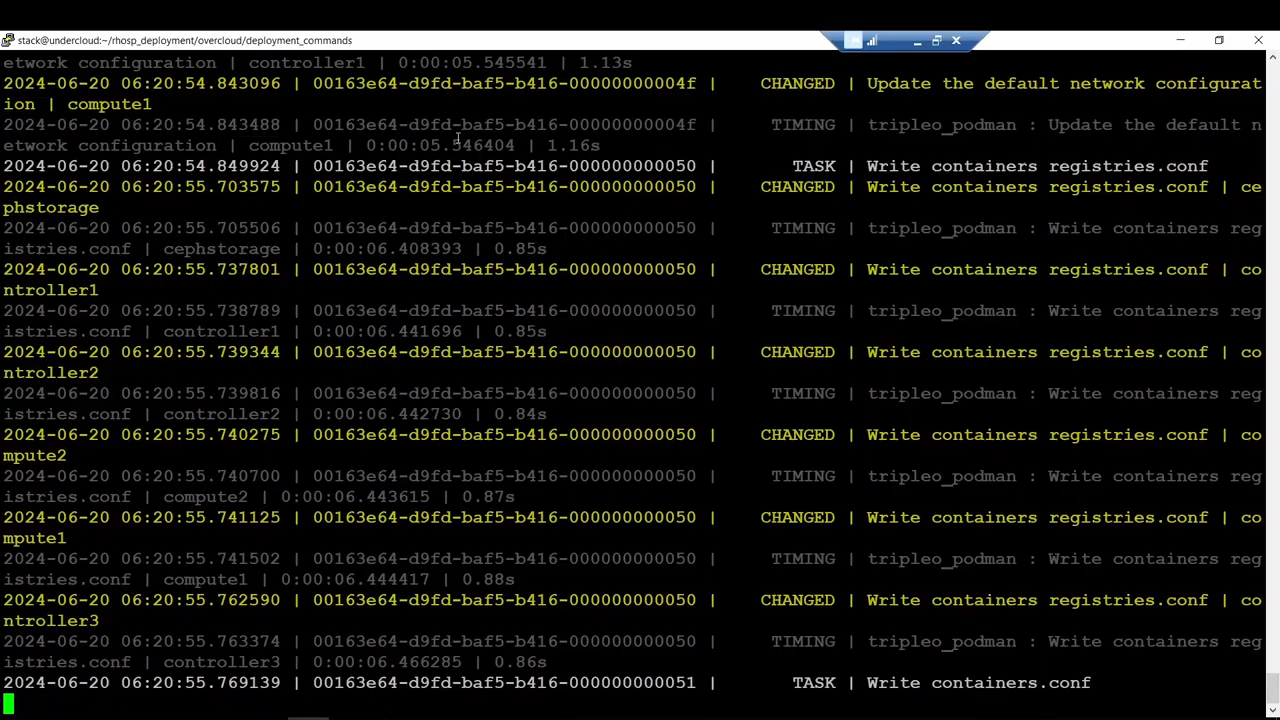 stack@undercloud:~/rhosp_deployment/overcloud/deployment_commands
etwork configuration | controller1 | 0:00:05.545541 | 1.13s
2024-06-20 06:20:54.843096 | 00163e64-d9fd-baf5-b416-00000000004f |    CHANGED | Update the default network configurat
ion | compute1
2024-06-20 06:20:54.843488 | 00163e64-d9fd-baf5-b416-00000000004f |     TIMING | tripleo_podman : Update the default n
etwork configuration | compute1 | 0:00:05.546404 | 1.16s
2024-06-20 06:20:54.849924 | 00163e64-d9fd-baf5-b416-000000000050 |       TASK | Write containers registries.conf
2024-06-20 06:20:55.703575 | 00163e64-d9fd-baf5-b416-000000000050 |    CHANGED | Write containers registries.conf | ce
phstorage
2024-06-20 06:20:55.705506 | 00163e64-d9fd-baf5-b416-000000000050 |     TIMING | tripleo_podman : Write containers reg
istries.conf | cephstorage | 0:00:06.408393 | 0.85s
2024-06-20 06:20:55.737801 | 00163e64-d9fd-baf5-b416-000000000050 |    CHANGED | Write containers registries.conf | co
ntroller1
2024-06-20 06:20:55.738789 | 00163e64-d9fd-baf5-b416-000000000050 |     TIMING | tripleo_podman : Write containers reg
istries.conf | controller1 | 0:00:06.441696 | 0.85s
2024-06-20 06:20:55.739344 | 00163e64-d9fd-baf5-b416-000000000050 |    CHANGED | Write containers registries.conf | co
ntroller2
2024-06-20 06:20:55.739816 | 00163e64-d9fd-baf5-b416-000000000050 |     TIMING | tripleo_podman : Write containers reg
istries.conf | controller2 | 0:00:06.442730 | 0.84s
2024-06-20 06:20:55.740275 | 00163e64-d9fd-baf5-b416-000000000050 |    CHANGED | Write containers registries.conf | co
mpute2
2024-06-20 06:20:55.740700 | 00163e64-d9fd-baf5-b416-000000000050 |     TIMING | tripleo_podman : Write containers reg
istries.conf | compute2 | 0:00:06.443615 | 0.87s
2024-06-20 06:20:55.741125 | 00163e64-d9fd-baf5-b416-000000000050 |    CHANGED | Write containers registries.conf | co
mpute1
2024-06-20 06:20:55.741502 | 00163e64-d9fd-baf5-b416-000000000050 |     TIMING | tripleo_podman : Write containers reg
istries.conf | compute1 | 0:00:06.444417 | 0.88s
2024-06-20 06:20:55.762590 | 00163e64-d9fd-baf5-b416-000000000050 |    CHANGED | Write containers registries.conf | co
ntroller3
2024-06-20 06:20:55.763374 | 00163e64-d9fd-baf5-b416-000000000050 |     TIMING | tripleo_podman : Write containers reg
istries.conf | controller3 | 0:00:06.466285 | 0.86s
2024-06-20 06:20:55.769139 | 00163e64-d9fd-baf5-b416-000000000051 |       TASK | Write containers.conf